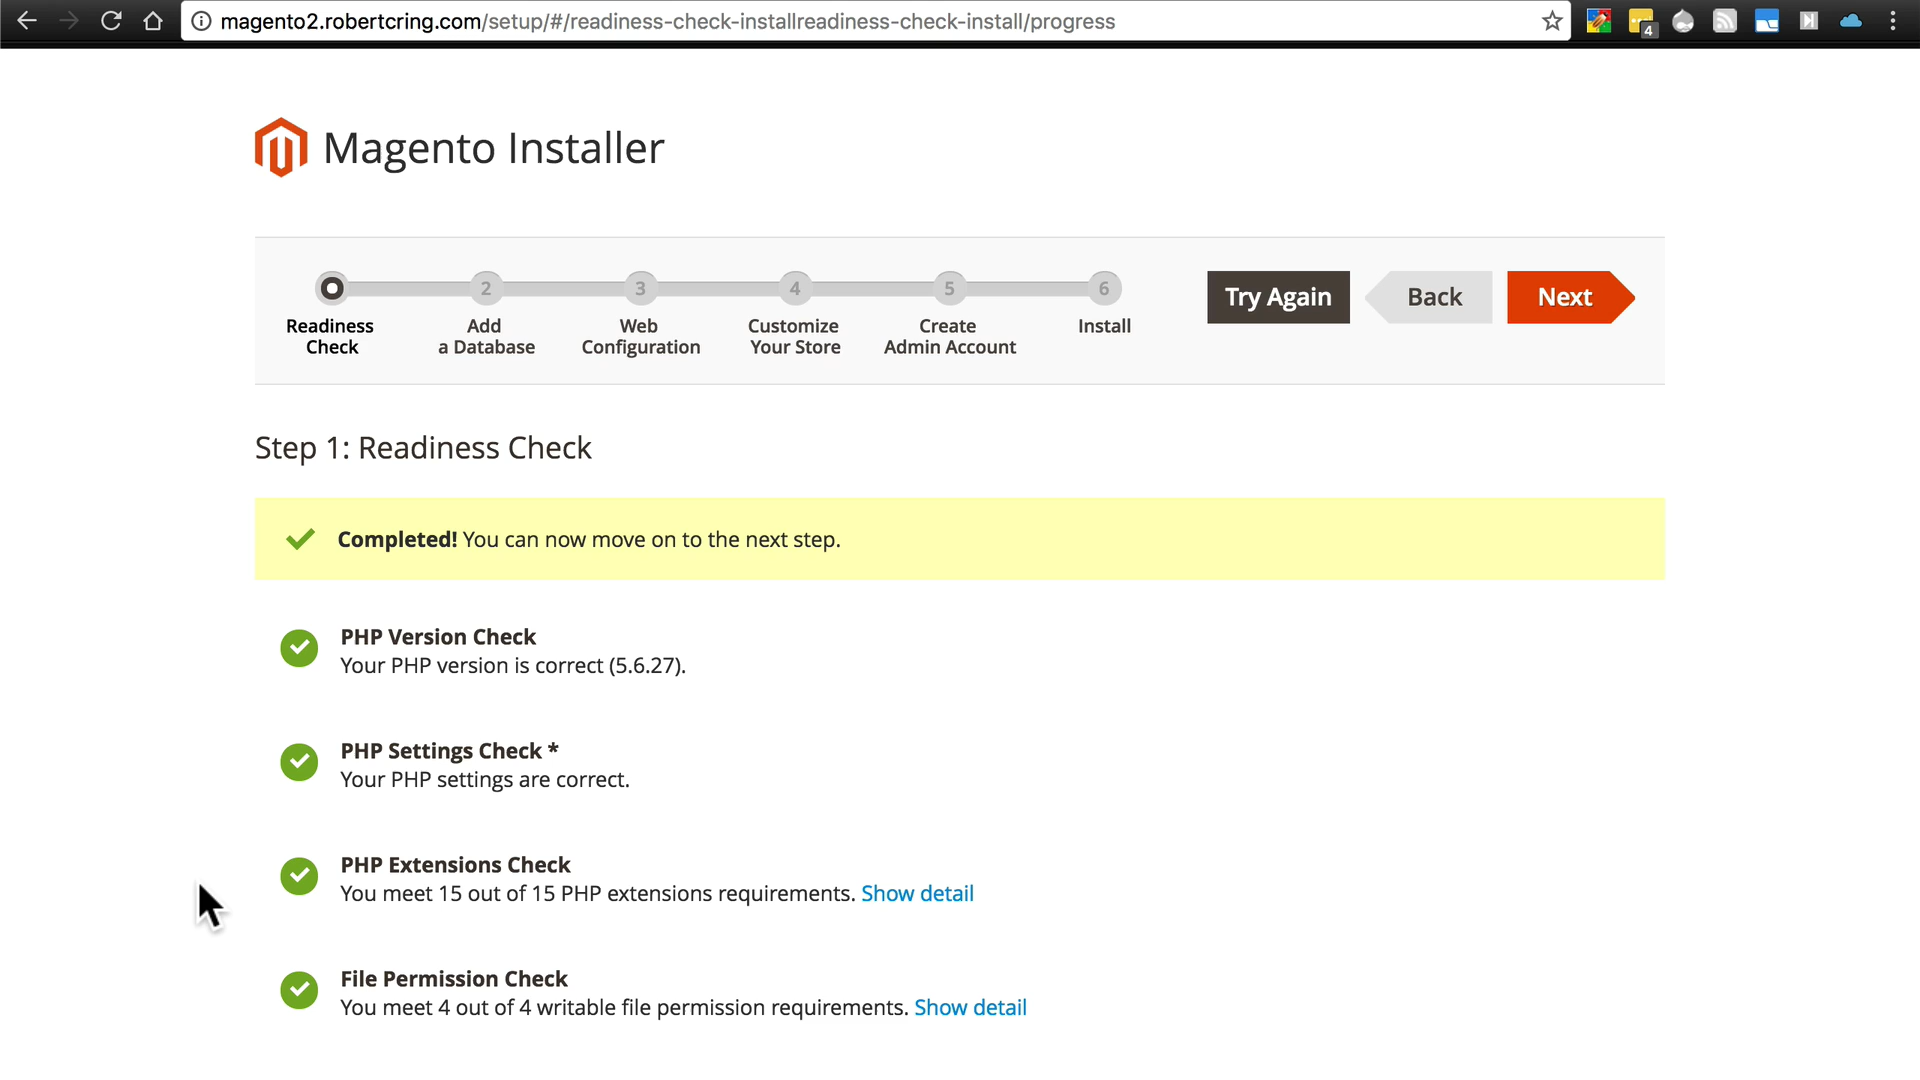 magento2.robertcring.com/setup/#/readiness-check-installreadiness-check-install/progress
4
Magento Installer
2
3
4
5
6
Readiness
Check
Add
a Database
Web
Configuration
Customize
Your Store
Create
Admin Account
Install
Try Again
Back
Next
Step 1: Readiness Check
Completed! You can now move on to the next step.
PHP Version Check
Your PHP version is correct (5.6.27).
PHP Settings Check *
Your PHP settings are correct.
PHP Extensions Check
You meet 15 out of 15 PHP extensions requirements. Show detail
File Permission Check
You meet 4 out of 4 writable file permission requirements. Show detail